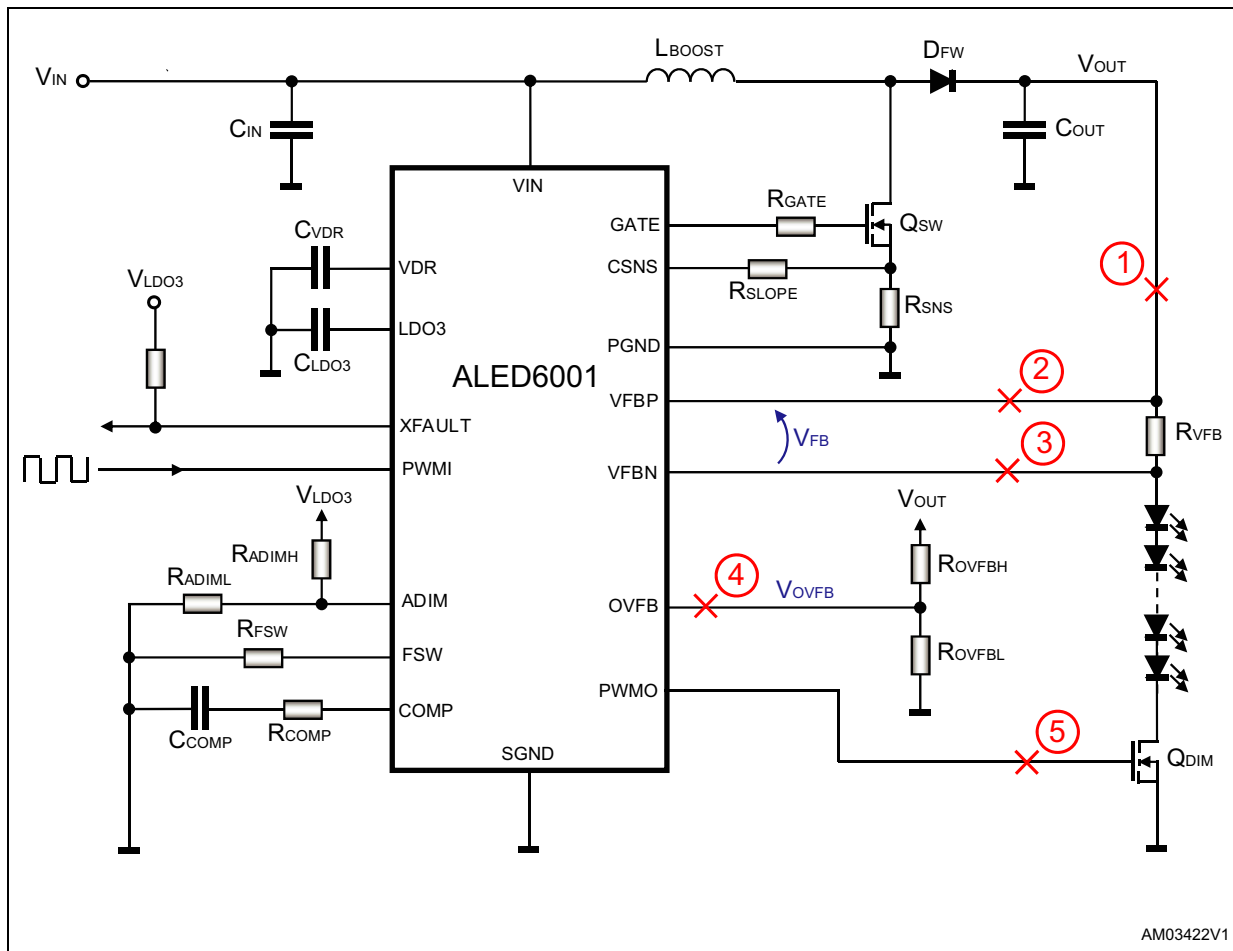 LBOOST
DFW
VOUT
VIN
CIN
COUT
VIN
RGATE
GATE
QSW
CVDR
VDR
CSNS
RSLOPE
1
VLDO3
RSNS
LDO3
CLDO3
PGND
ALED6001
2
VFBP
XFAULT
VFB
RVFB
3
PWMI
VFBN
VLDO3
VOUT
RADIMH
ROVFBH
RADIML
4
ADIM
OVFB
VOVFB
RFSW
FSW
ROVFBL
PWMO
COMP
CCOMP
RCOMP
5
SGND
QDIM
AM03422V1